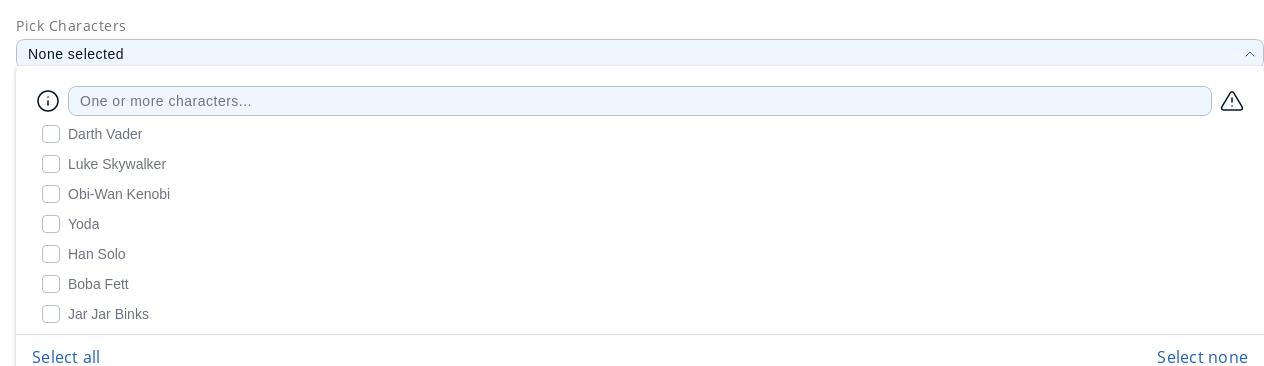 Pick Characters
None selected
One or more characters...
Darth Vader
Luke Skywalker
Obi-Wan Kenobi
Yoda
Han Solo
Boba Fett
Jar Jar Binks
Select all
Select none